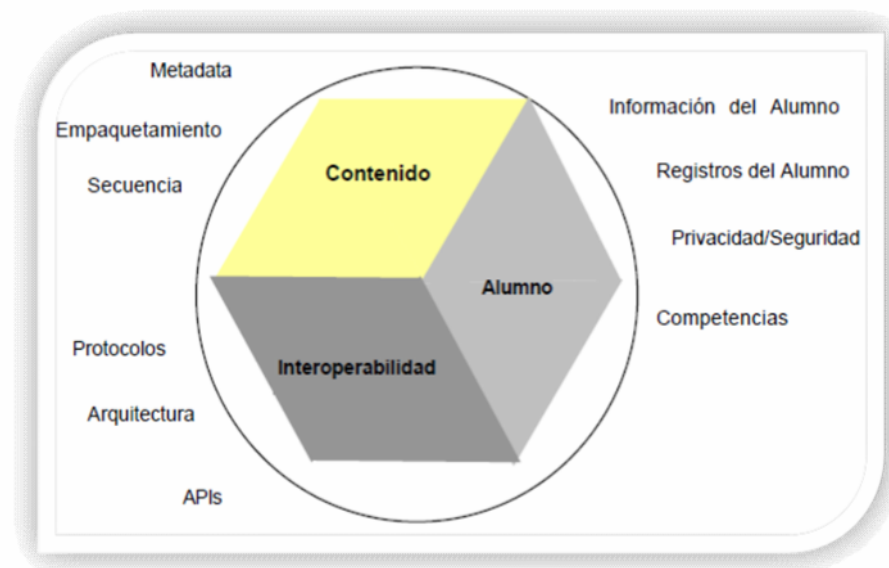 Metadata
Empaquetamiento
Secuencia
Contenido
Información del Alumno
Registros del Alumno
Privacidad/Seguridad
Competencias
Alumno
Interoperabilidad
Protocolos
Arquitectura
APIs